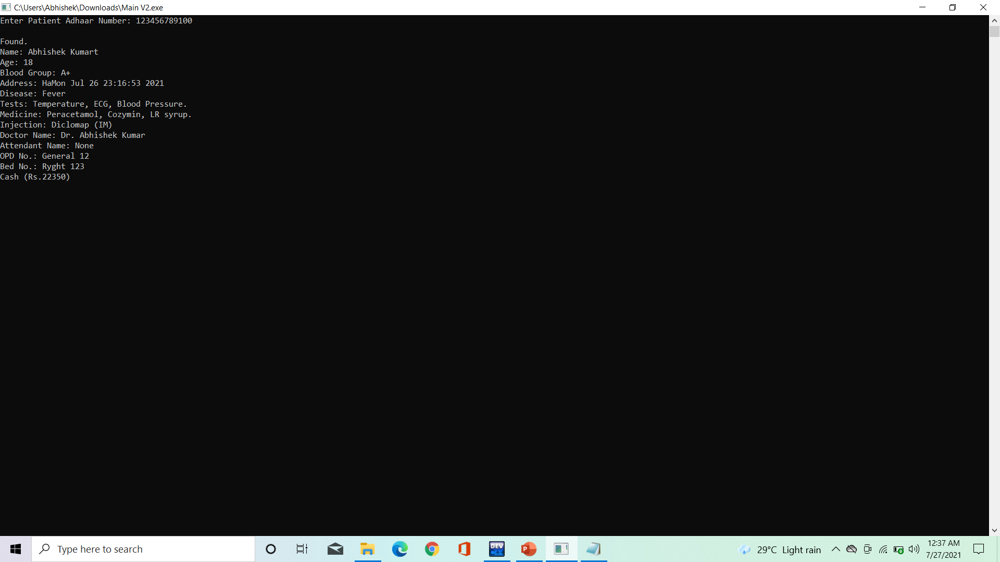 C:\Users\Abhishek\Downloads\Main V2.exe
Enter Patient Adhaar Number: 123456789100
Found.
Name: Abhishek Kumart
Age: 18
Blood Group: A+
Address: HaMon Jul 26 23:16:53 2021
Disease: Fever
Tests: Temperature, ECG, Blood Pressure.
Medicine: Peracetamol, Cozymin, LR syrup.
Injection: Diclomap (IM)
Doctor Name: Dr. Abhishek Kumar
Attendant Name: None
OPD No.: General 12
Bed No.: Ryght 123
Cash (Rs.22350)
Type here to search
DEV C++
P
29°C Light rain
12:37 AM
7/27/2021